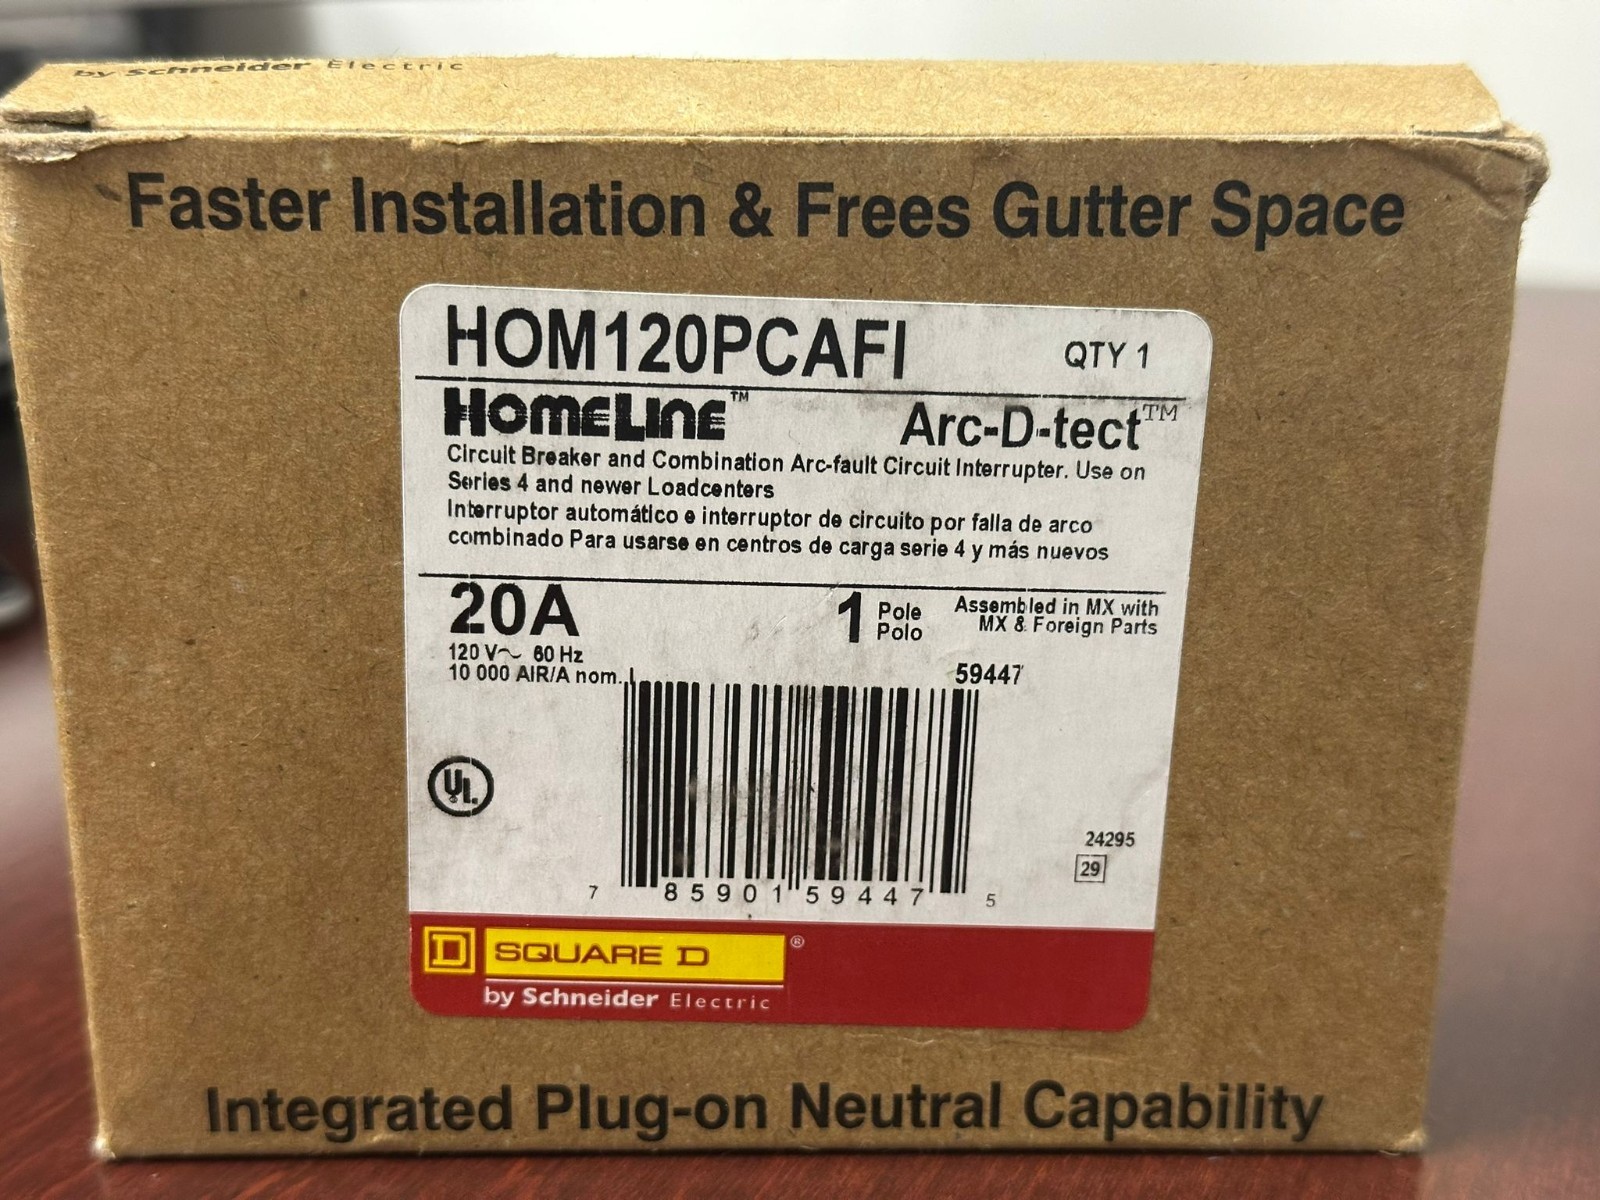 by Schneider Electric
Faster Installation & Frees Gutter Space
HOM120PCAFI QTY 1
HOMELINE™ Arc-D-tect™
Circuit Breaker and Combination Arc-fault Circuit Interrupter. Use on
Series 4 and newer Loadcenters
Interruptor automático e interruptor de circuito por falla de arco
combinado Para usarse en centros de carga serie 4 y más nuevos
20A 1 Pole Polo Assembled in MX with
MX & Foreign Parts
120 V~ 60 Hz
10 000 AIR/A nom. 59447
UL
24295
29
7 85901 59447 5
D SQUARE D®
by Schneider Electric
Integrated Plug-on Neutral Capability